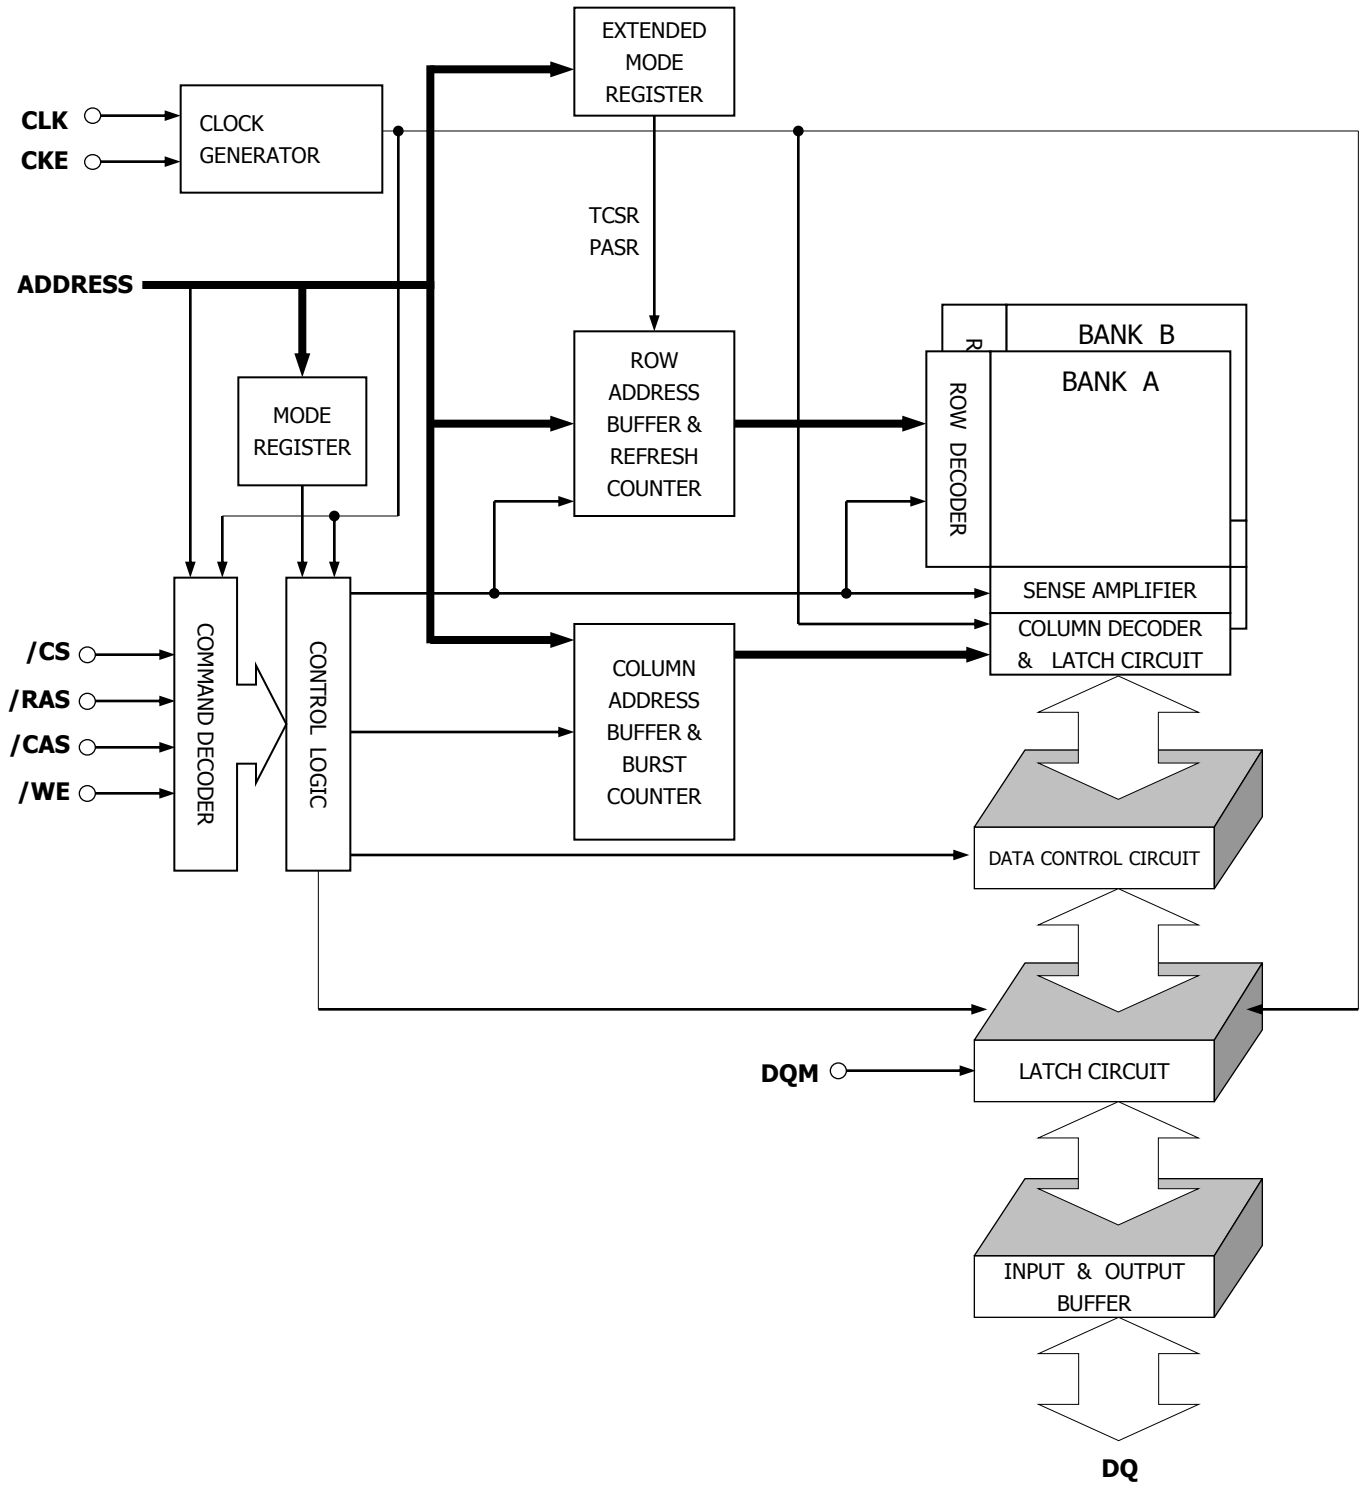 EXTENDED
MODE
REGISTER
CLK
CKE
CLOCK
GENERATOR
TCSR
PASR
ADDRESS
MODE
REGISTER
ROW
ADDRESS
BUFFER &
REFRESH
COUNTER
R
BANK B
BANK A
ROW DECODER
SENSE AMPLIFIER
COLUMN DECODER
& LATCH CIRCUIT
/CS
/RAS
/CAS
/WE
COMMAND DECODER
CONTROL LOGIC
COLUMN
ADDRESS
BUFFER &
BURST
COUNTER
DATA CONTROL CIRCUIT
DQM
LATCH CIRCUIT
INPUT & OUTPUT
BUFFER
DQ